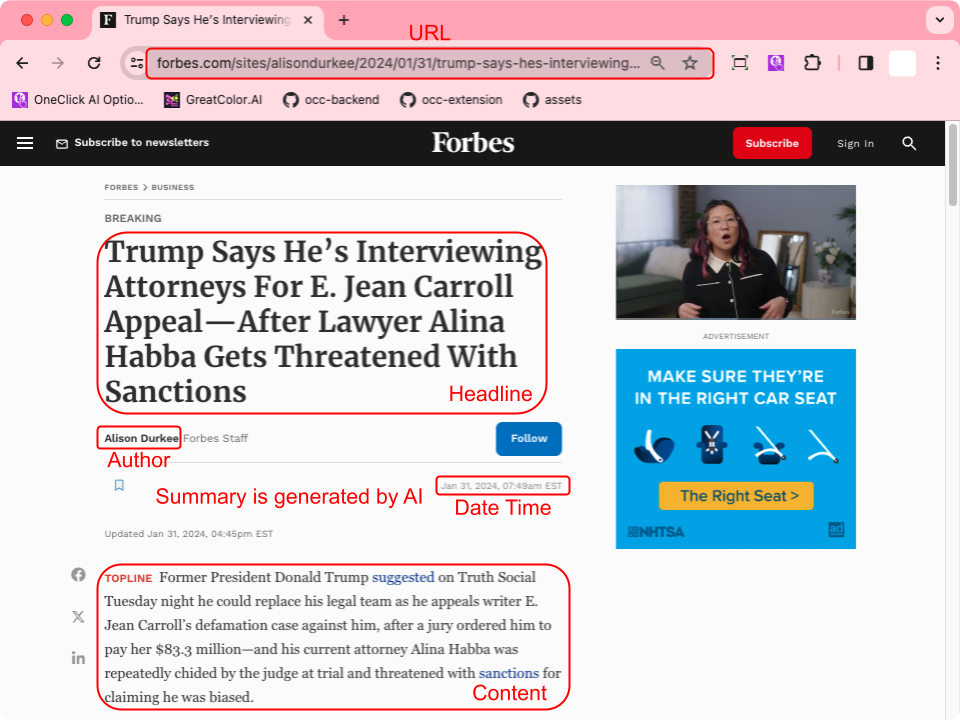 Trump Says He's Interviewing
URL
forbes.com/sites/alisondurkee/2024/01/31/trump-says-hes-interviewing...
OneClick AI Optio...
GreatColor.AI
occ-backend
occ-extension
assets
Subscribe to newsletters
Forbes
Subscribe
Sign In
FORBES > BUSINESS
BREAKING
Trump Says He’s Interviewing
Attorneys For E. Jean Carroll
Appeal—After Lawyer Alina
Habba Gets Threatened With
Sanctions
Headline
Alison Durkee Forbes Staff
Follow
Author
Jan 31, 2024, 07:49am EST
Summary is generated by AI
Date Time
Updated Jan 31, 2024, 04:45pm EST
TOPLINE Former President Donald Trump suggested on Truth Social
Tuesday night he could replace his legal team as he appeals writer E.
Jean Carroll’s defamation case against him, after a jury ordered him to
pay her $83.3 million—and his current attorney Alina Habba was
repeatedly chided by the judge at trial and threatened with sanctions for
claiming he was biased.
Content
Forbes
ADVERTISEMENT
MAKE SURE THEY'RE
IN THE RIGHT CAR SEAT
The Right Seat >
NHTSA
ad